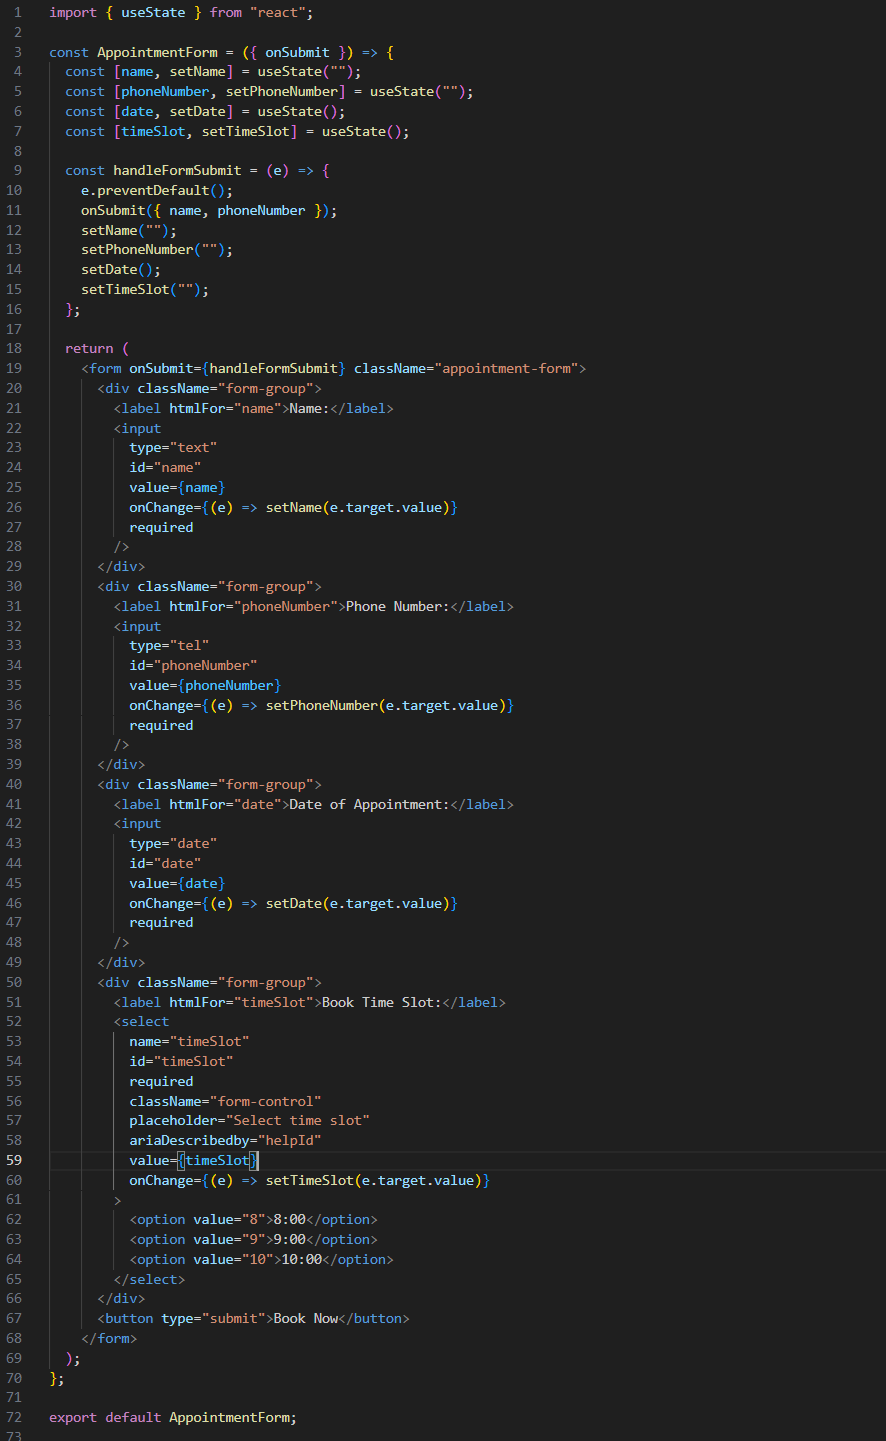 1 import { useState } from "react";
2
3 const AppointmentForm = ({ onSubmit }) => {
4   const [name, setName] = useState("");
5   const [phoneNumber, setPhoneNumber] = useState("");
6   const [date, setDate] = useState();
7   const [timeSlot, setTimeSlot] = useState();
8
9   const handleFormSubmit = (e) => {
10     e.preventDefault();
11     onSubmit({ name, phoneNumber });
12     setName("");
13     setPhoneNumber("");
14     setDate();
15     setTimeSlot("");
16   };
17
18   return (
19     <form onSubmit={handleFormSubmit} className="appointment-form">
20       <div className="form-group">
21         <label htmlFor="name">Name:</label>
22         <input
23           type="text"
24           id="name"
25           value={name}
26           onChange={(e) => setName(e.target.value)}
27           required
28         />
29       </div>
30       <div className="form-group">
31         <label htmlFor="phoneNumber">Phone Number:</label>
32         <input
33           type="tel"
34           id="phoneNumber"
35           value={phoneNumber}
36           onChange={(e) => setPhoneNumber(e.target.value)}
37           required
38         />
39       </div>
40       <div className="form-group">
41         <label htmlFor="date">Date of Appointment:</label>
42         <input
43           type="date"
44           id="date"
45           value={date}
46           onChange={(e) => setDate(e.target.value)}
47           required
48         />
49       </div>
50       <div className="form-group">
51         <label htmlFor="timeSlot">Book Time Slot:</label>
52         <select
53           name="timeSlot"
54           id="timeSlot"
55           required
56           className="form-control"
57           placeholder="Select time slot"
58           ariaDescribedby="helpId"
59           value={timeSlot}
60           onChange={(e) => setTimeSlot(e.target.value)}
61         >
62           <option value="8">8:00</option>
63           <option value="9">9:00</option>
64           <option value="10">10:00</option>
65         </select>
66       </div>
67       <button type="submit">Book Now</button>
68     </form>
69   );
70 };
71
72 export default AppointmentForm;
73